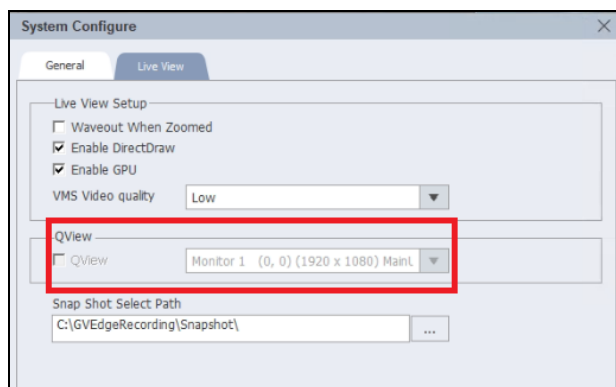 System Configure
General
Live View
Live View Setup
Waveout When Zoomed
Enable DirectDraw
Enable GPU
VMS Video quality
Low
QView
QView
Monitor 1 (0, 0) (1920 x 1080) Main
Snap Shot Select Path
C:\GVEdgeRecording\Snapshot\
...